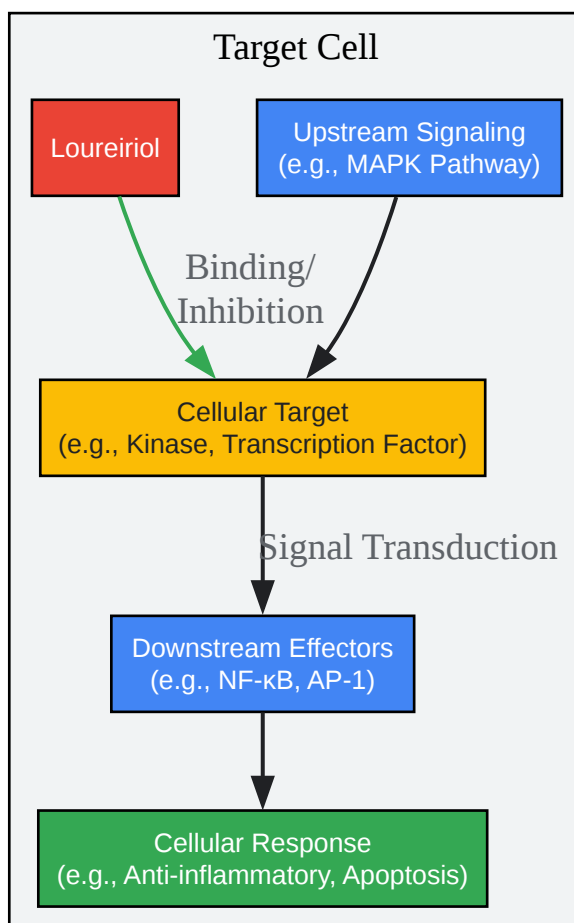 Target Cell
Loureiriol
Upstream Signaling
(e.g., MAPK Pathway)
Binding/
Inhibition
Cellular Target
(e.g., Kinase, Transcription Factor)
Signal Transduction
Downstream Effectors
(e.g., NF-κB, AP-1)
Cellular Response
(e.g., Anti-inflammatory, Apoptosis)